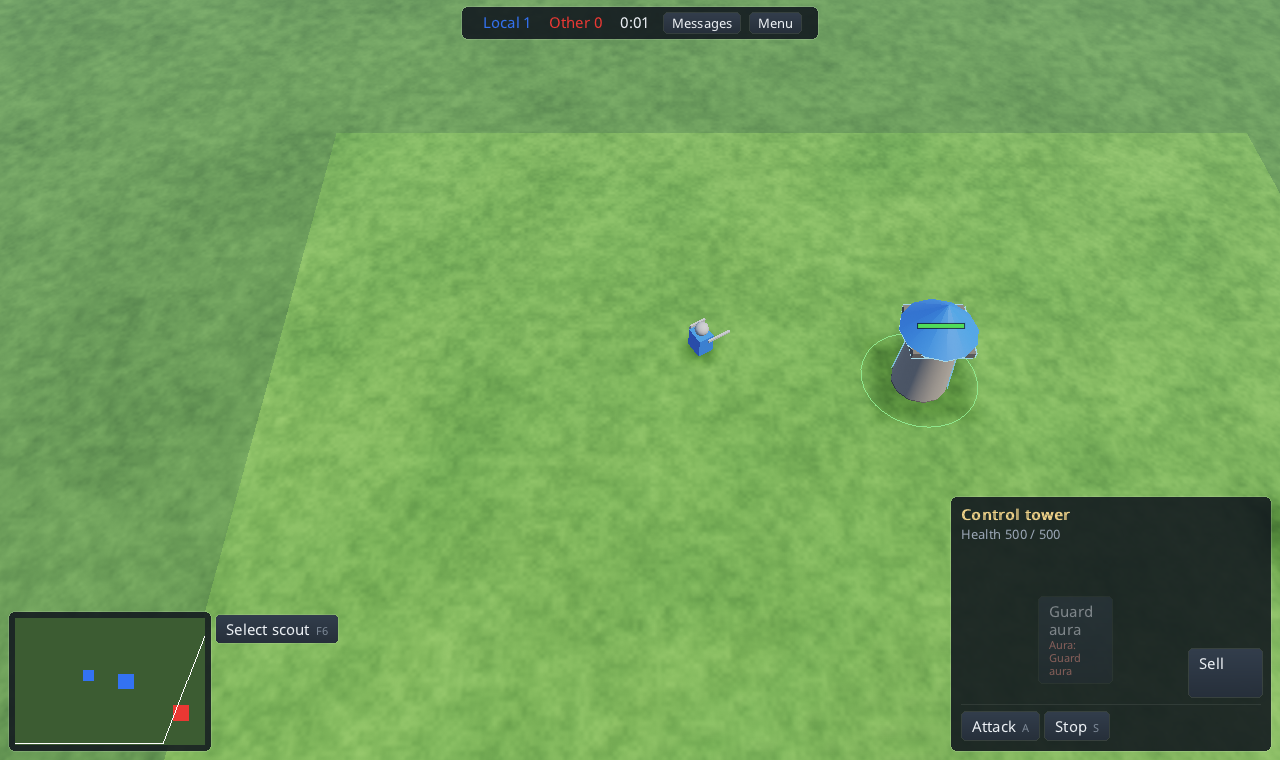 Local 1 Other 0 0:01 Messages Menu
Control tower
Health 500 / 500
Guard
aura
Aura:
Guard
aura
Select scout F6
Sell
Attack A Stop S